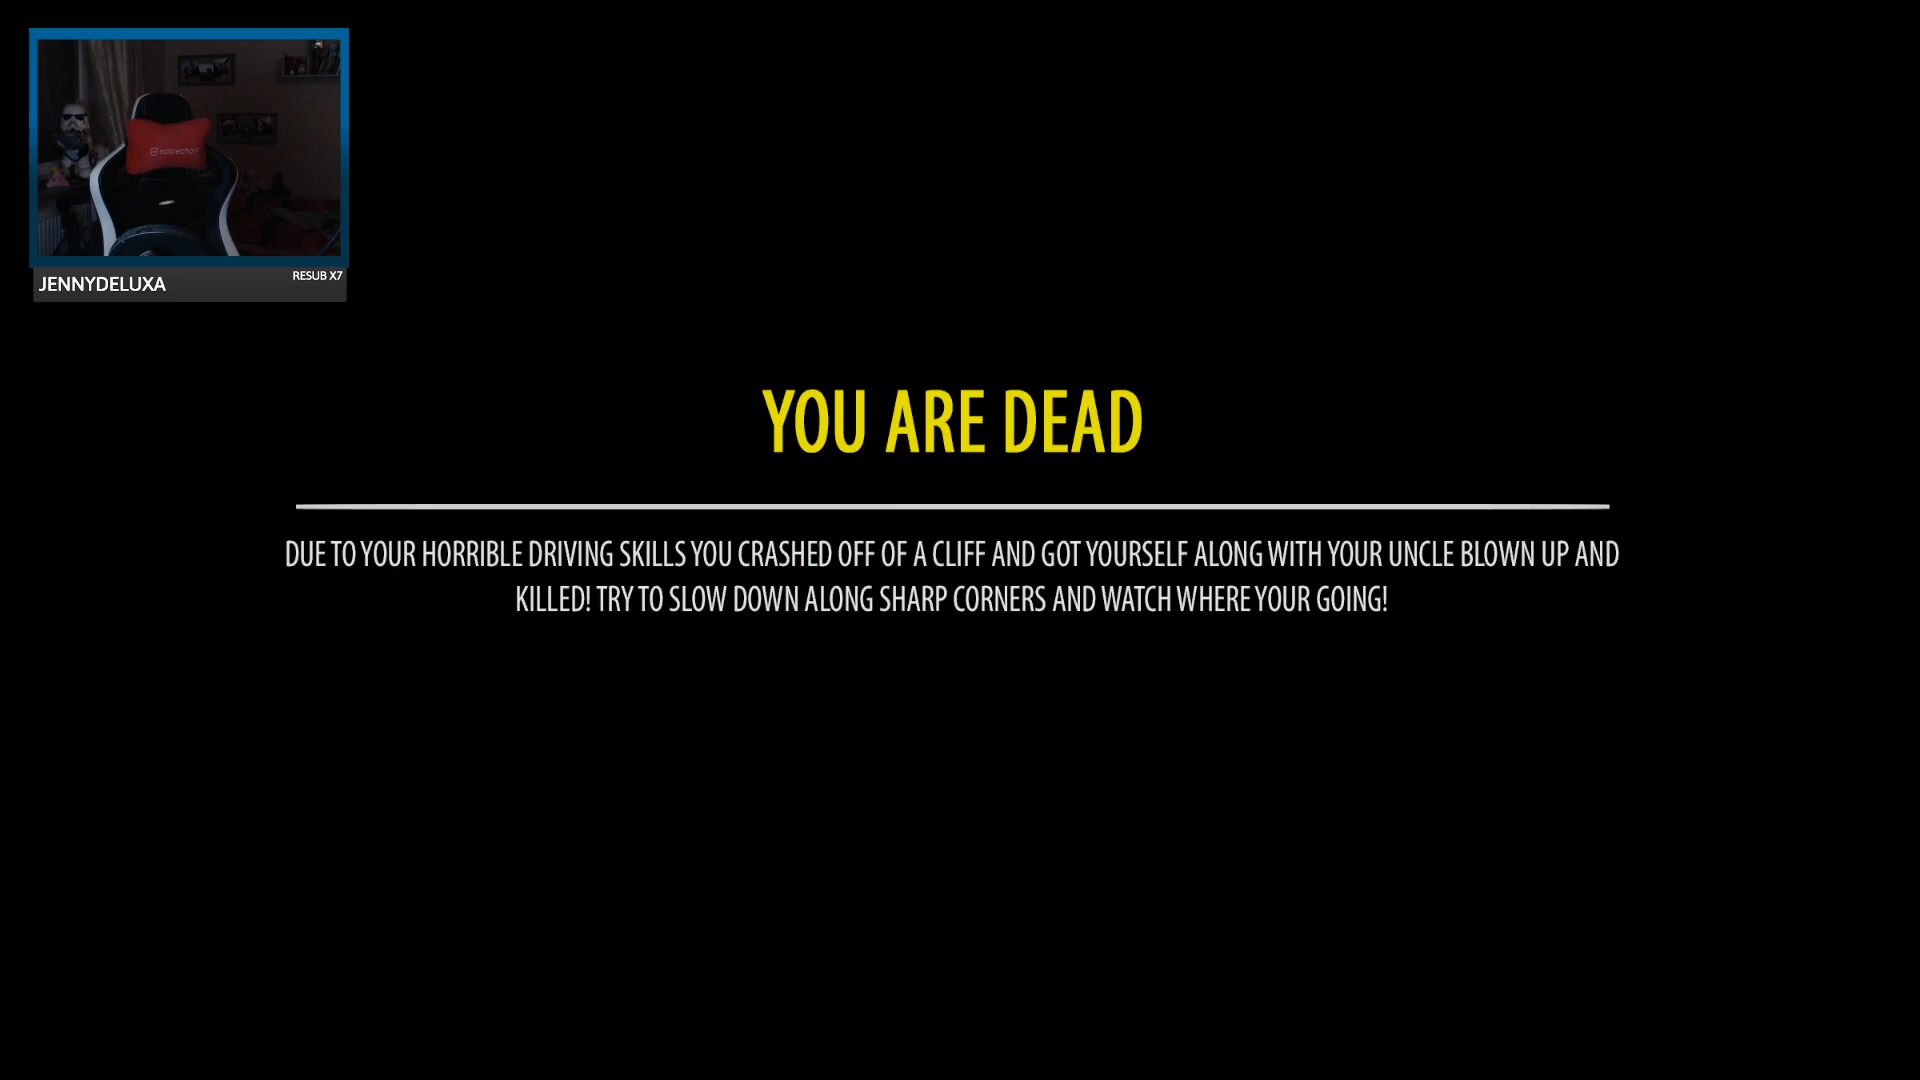 noblechairs
JENNYDELUXA
RESUB X7
YOU ARE DEAD
DUE TO YOUR HORRIBLE DRIVING SKILLS YOU CRASHED OFF OF A CLIFF AND GOT YOURSELF ALONG WITH YOUR UNCLE BLOWN UP AND
KILLED! TRY TO SLOW DOWN ALONG SHARP CORNERS AND WATCH WHERE YOUR GOING!